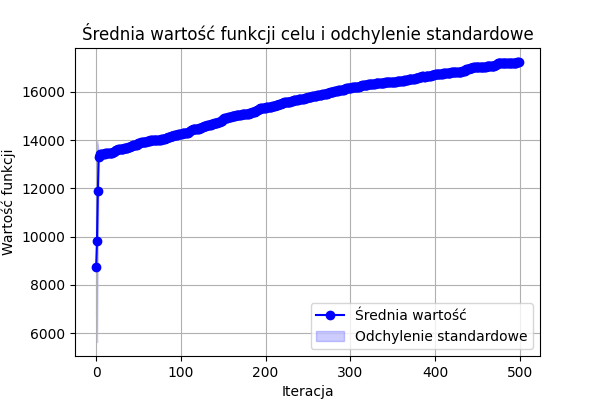 Średnia wartość funkcji celu i odchylenie standardowe
Wartość funkcji
16000
14000
12000
10000
8000
6000
0
100
200
300
400
500
Iteracja
Średnia wartość
Odchylenie standardowe